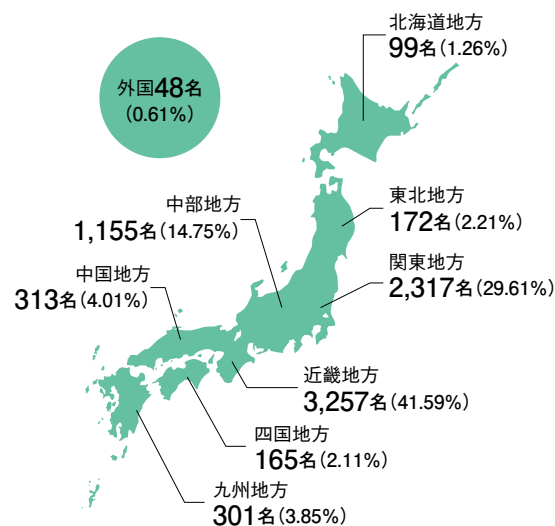 北海道地方
99名(1.26%)
外国48名
(0.61%)
東北地方
172名(2.21%)
中部地方
1,155名(14.75%)
関東地方
2,317名(29.61%)
中国地方
313名(4.01%)
近畿地方
3,257名(41.59%)
四国地方
165名(2.11%)
九州地方
301名(3.85%)